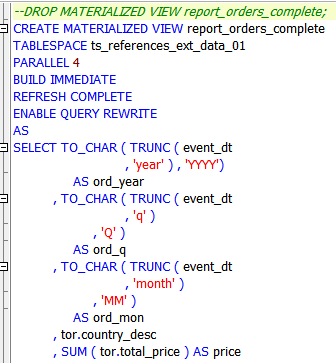 --DROP MATERIALIZED VIEW report_orders_complete;
CREATE MATERIALIZED VIEW report_orders_complete
TABLESPACE ts_references_ext_data_01
PARALLEL 4
BUILD IMMEDIATE
REFRESH COMPLETE
ENABLE QUERY REWRITE
AS
SELECT TO_CHAR ( TRUNC ( event_dt
, 'year' ) , 'YYYY')
AS ord_year
, TO_CHAR ( TRUNC ( event_dt
, 'q' )
, 'Q' )
AS ord_q
, TO_CHAR ( TRUNC ( event_dt
, 'month' )
, 'MM' )
AS ord_mon
, tor.country_desc
, SUM ( tor.total_price ) AS price